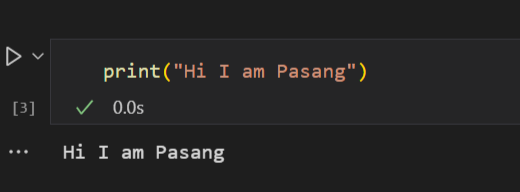 print("Hi I am Pasang")
[3]
0.0s
Hi I am Pasang